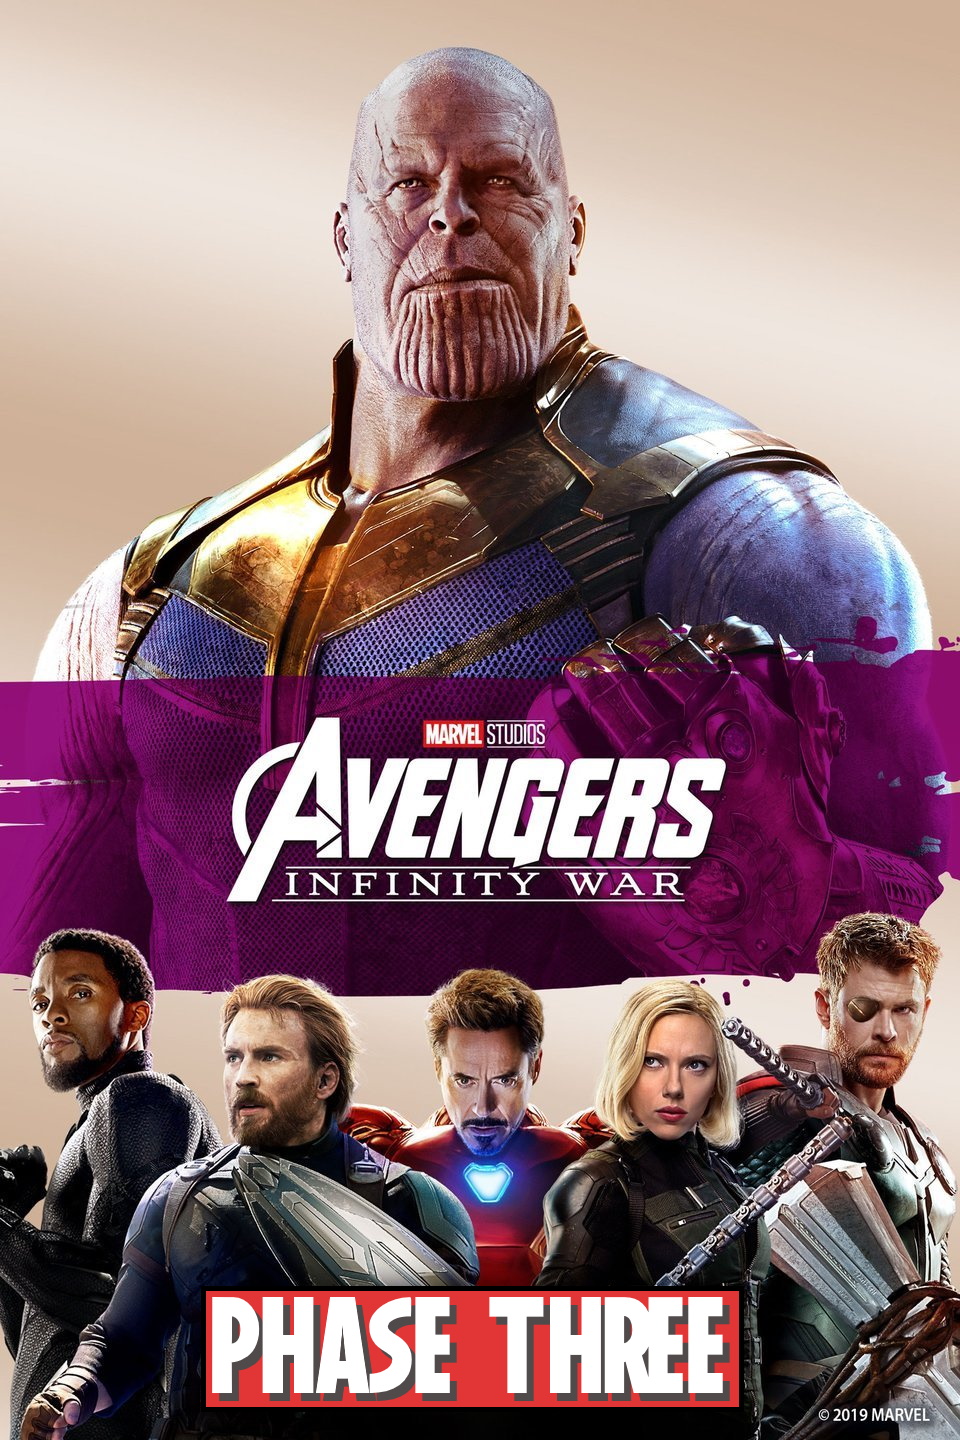 MARVEL STUDIOS
AVENGERS
INFINITY WAR
PHASE THREE
© 2019 MARVEL